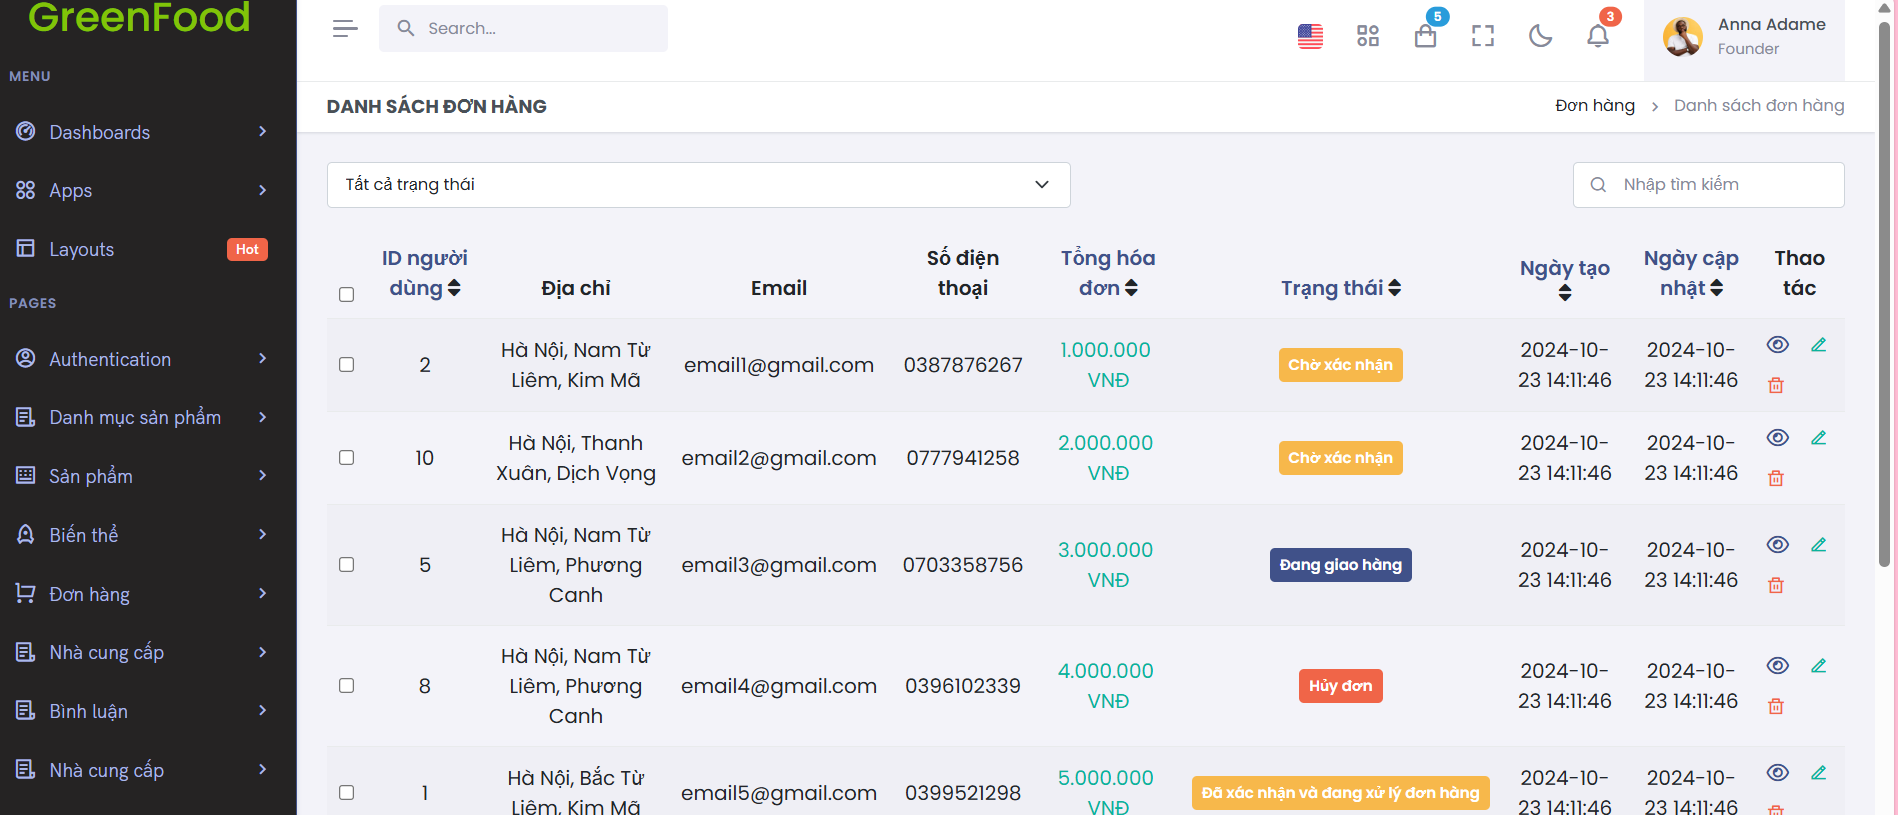 GreenFood
MENU
Dashboards
Apps
Layouts Hot
PAGES
Authentication
Danh mục sản phẩm
Sản phẩm
Biến thể
Đơn hàng
Nhà cung cấp
Bình luận
Nhà cung cấp
Search...
5
3
Anna Adame
Founder
DANH SÁCH ĐƠN HÀNG
Đơn hàng > Danh sách đơn hàng
Tất cả trạng thái
Nhập tìm kiếm
ID người
dùng
Địa chỉ
Email
Số điện
thoại
Tổng hóa
đơn
Trạng thái
Ngày tạo
Ngày cập
nhật
Thao
tác
2
Hà Nội, Nam Từ
Liêm, Kim Mã
email1@gmail.com
0387876267
1.000.000
VNĐ
Chờ xác nhận
2024-10-
23 14:11:46
2024-10-
23 14:11:46
10
Hà Nội, Thanh
Xuân, Dịch Vọng
email2@gmail.com
0777941258
2.000.000
VNĐ
Chờ xác nhận
2024-10-
23 14:11:46
2024-10-
23 14:11:46
5
Hà Nội, Nam Từ
Liêm, Phương
Canh
email3@gmail.com
0703358756
3.000.000
VNĐ
Đang giao hàng
2024-10-
23 14:11:46
2024-10-
23 14:11:46
8
Hà Nội, Nam Từ
Liêm, Phương
Canh
email4@gmail.com
0396102339
4.000.000
VNĐ
Hủy đơn
2024-10-
23 14:11:46
2024-10-
23 14:11:46
1
Hà Nội, Bắc Từ
Liêm, Kim Mã
email5@gmail.com
0399521298
5.000.000
VNĐ
Đã xác nhận và đang xử lý đơn hàng
2024-10-
23 14:11:46
2024-10-
23 14:11:46